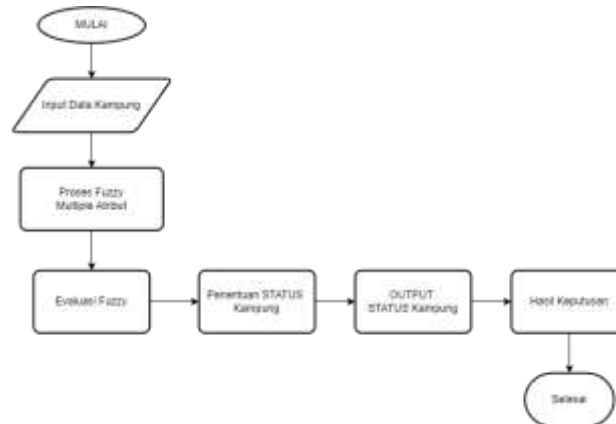 MULAI
Input Data Kampung
Proses Fuzzy
Multiple Atribut
Evaluasi Fuzzy
Penentuan STATUS
Kampung
OUTPUT
STATUS Kampung
Hasil Keputusan
Selesai